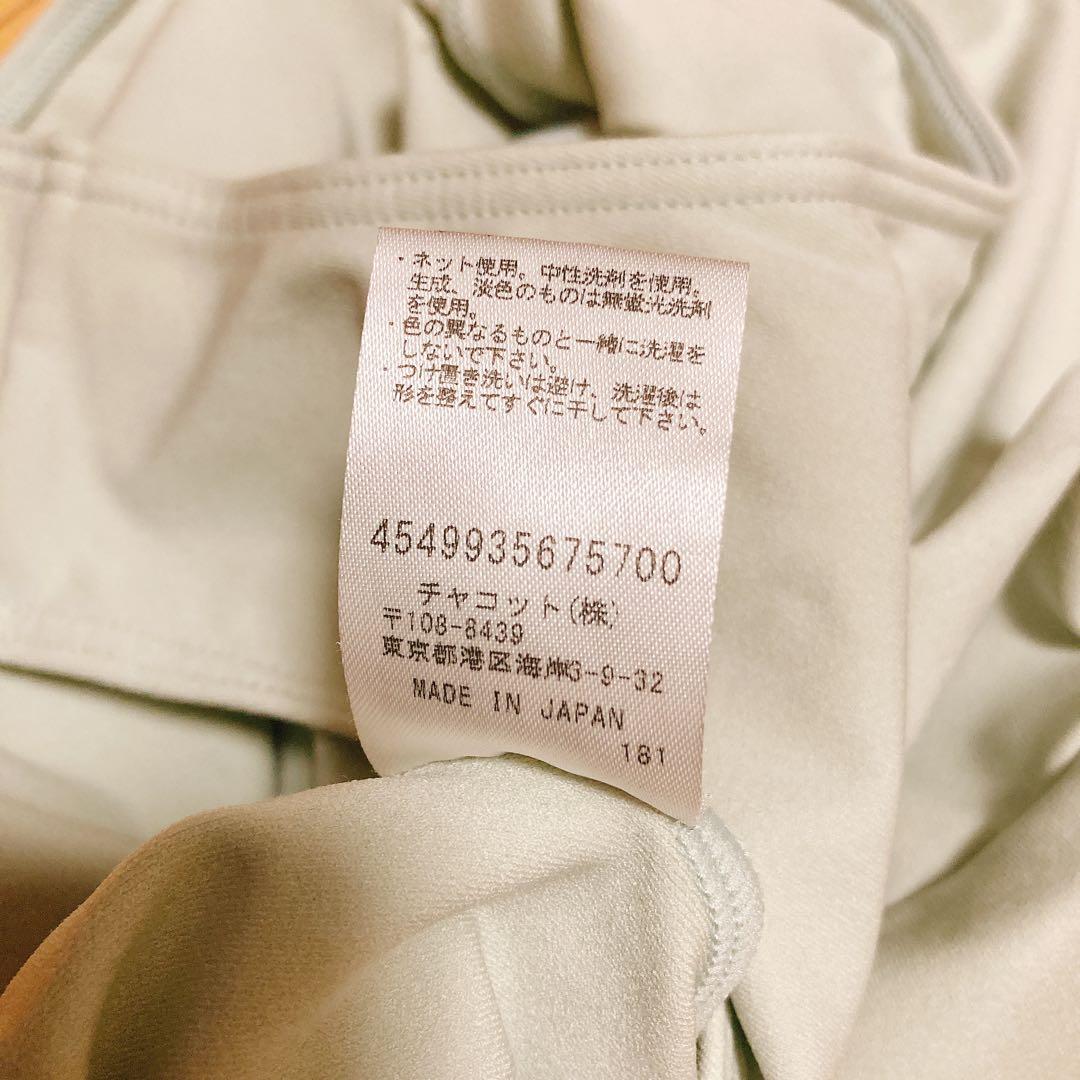 ・ネット使用。中性洗剤を使用。
生成、淡色のものは無蛍光洗剤
を使用。
・色の異なるものと一緒に洗濯を
しないで下さい。
・つけ置き洗いは避け、洗濯後は
形を整えてすぐに干して下さい。
4549935675700
チャコット(株)
〒108-8439
東京都港区海岸3-9-32
MADE IN JAPAN
181